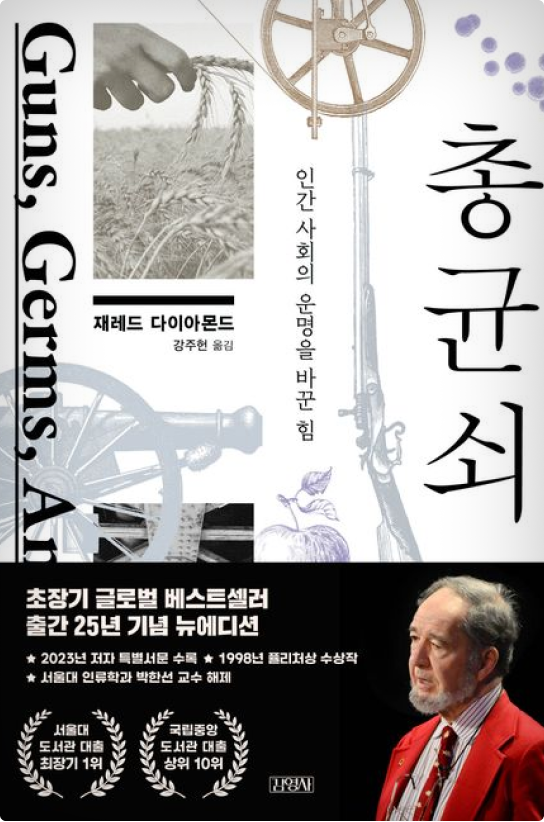 Guns, Germs, An
총 균 쇠
인간 사회의 운명을 바꾼 힘
재레드 다이아몬드
강주헌 옮김
초장기 글로벌 베스트셀러
출간 25년 기념 뉴에디션
★ 2023년 저자 특별서문 수록 ★ 1998년 퓰리처상 수상작
★ 서울대 인류학과 박한선 교수 해제
서울대
도서관 대출
최장기 1위
국립중앙
도서관 대출
상위 10위
김영사